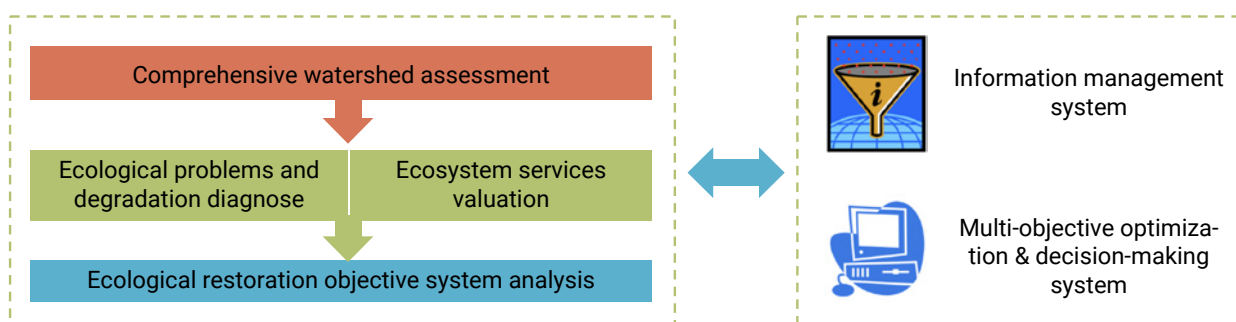 Comprehensive watershed assessment
Ecological problems and
degradation diagnose
Ecosystem services
valuation
Ecological restoration objective system analysis
Information management
system
i
Multi-objective optimiza-
tion & decision-making
system